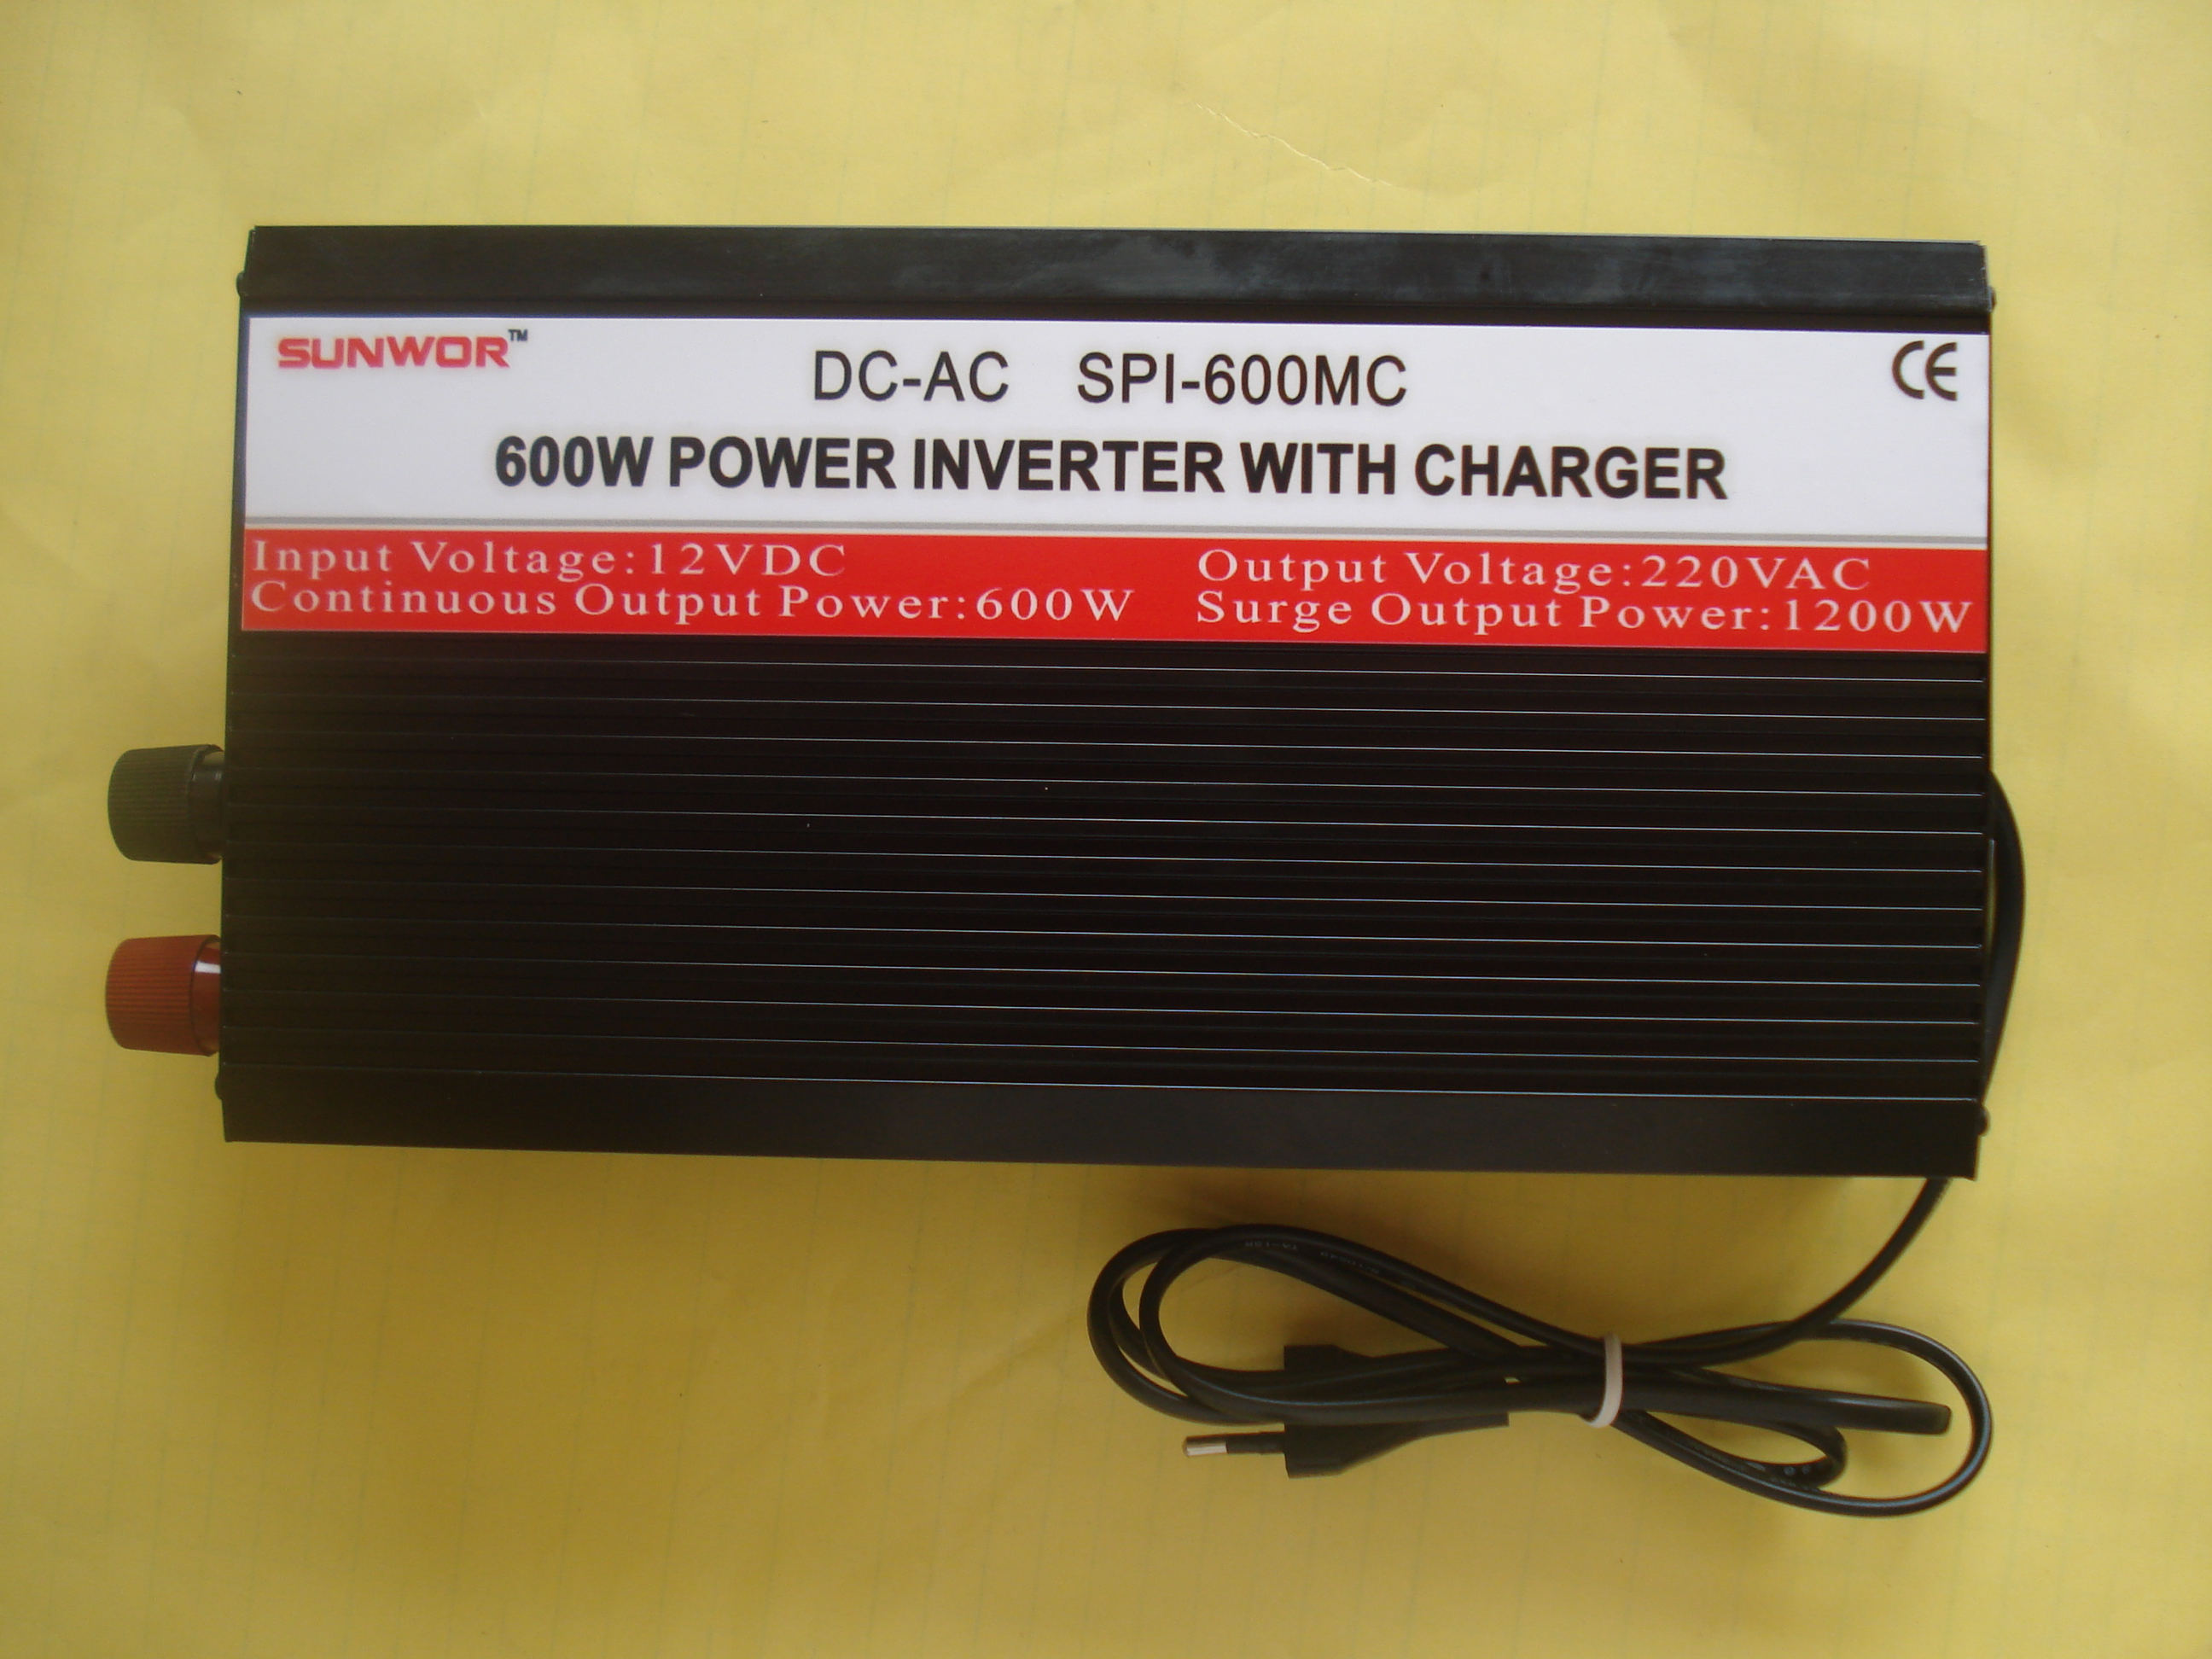 SUNWOR™
DC-AC SPI-600MC
CE
600W POWER INVERTER WITH CHARGER
Input Voltage:12VDC
Output Voltage:220VAC
Continuous Output Power:600W
Surge Output Power:1200W